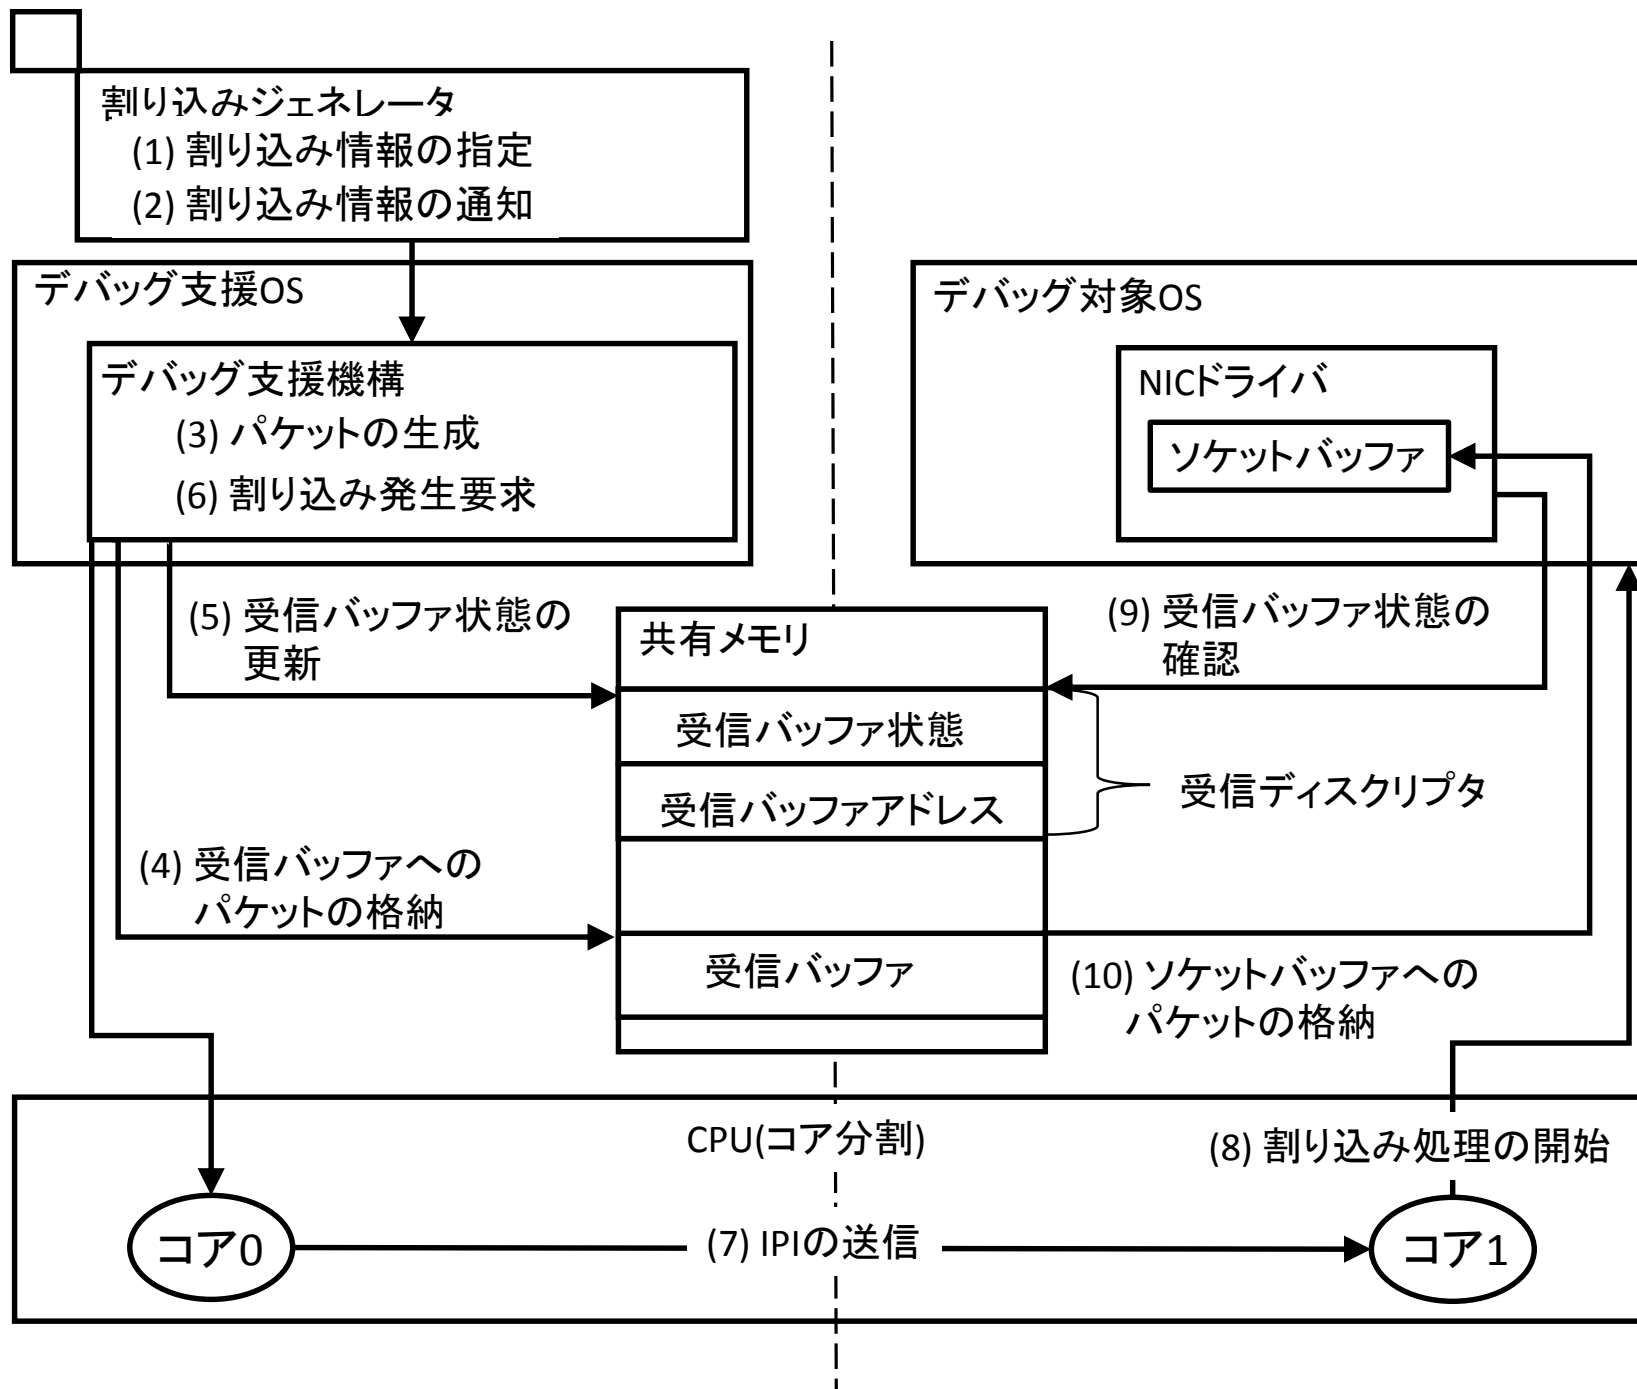 割り込みジェネレータ
(1) 割り込み情報の指定
(2) 割り込み情報の通知
デバッグ支援OS
デバッグ支援機構
(3) パケットの生成
(6) 割り込み発生要求
デバッグ対象OS
NICドライバ
ソケットバッファ
(5) 受信バッファ状態の
更新
共有メモリ
(9) 受信バッファ状態の
確認
受信バッファ状態
受信バッファアドレス
受信ディスクリプタ
(4) 受信バッファへの
パケットの格納
受信バッファ
(10) ソケットバッファへの
パケットの格納
CPU(コア分割)
(8) 割り込み処理の開始
コア0
(7) IPIの送信
コア1